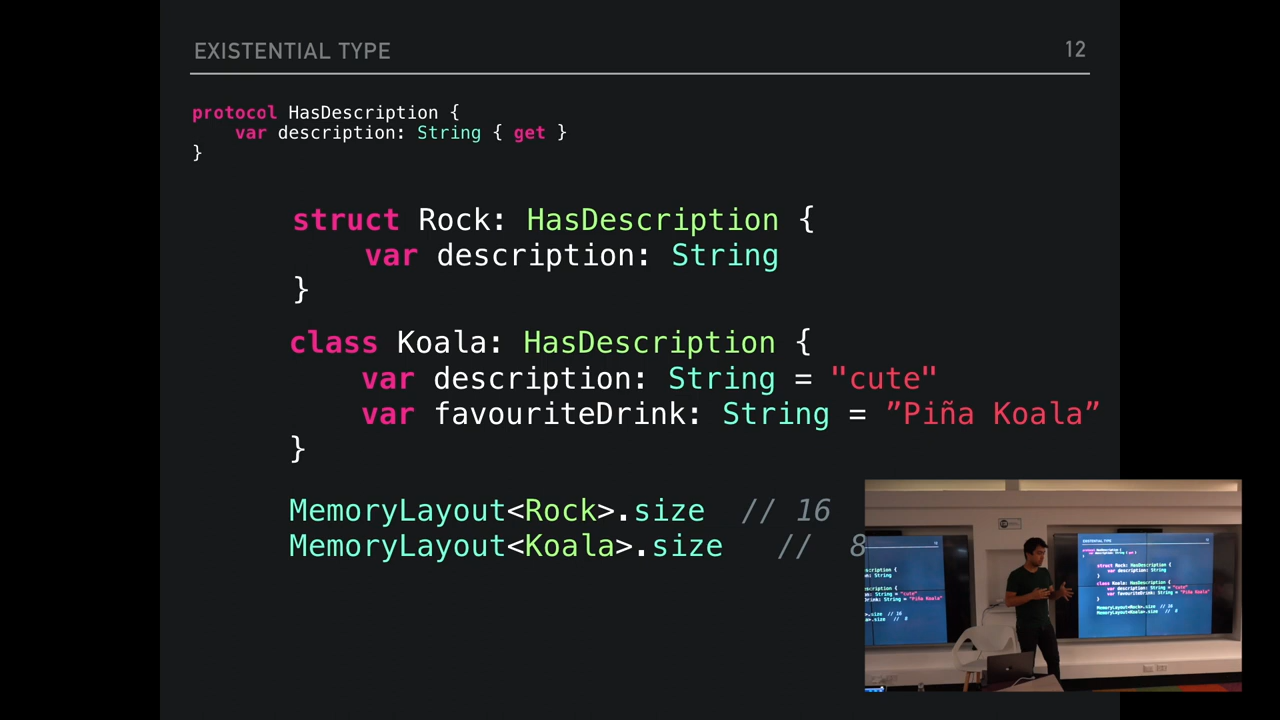 EXISTENTIAL TYPE
12
protocol HasDescription {
    var description: String { get }
}
struct Rock: HasDescription {
    var description: String
}
class Koala: HasDescription {
    var description: String = "cute"
    var favouriteDrink: String = ”Piña Koala”
}
MemoryLayout<Rock>.size  // 16
MemoryLayout<Koala>.size   //  8